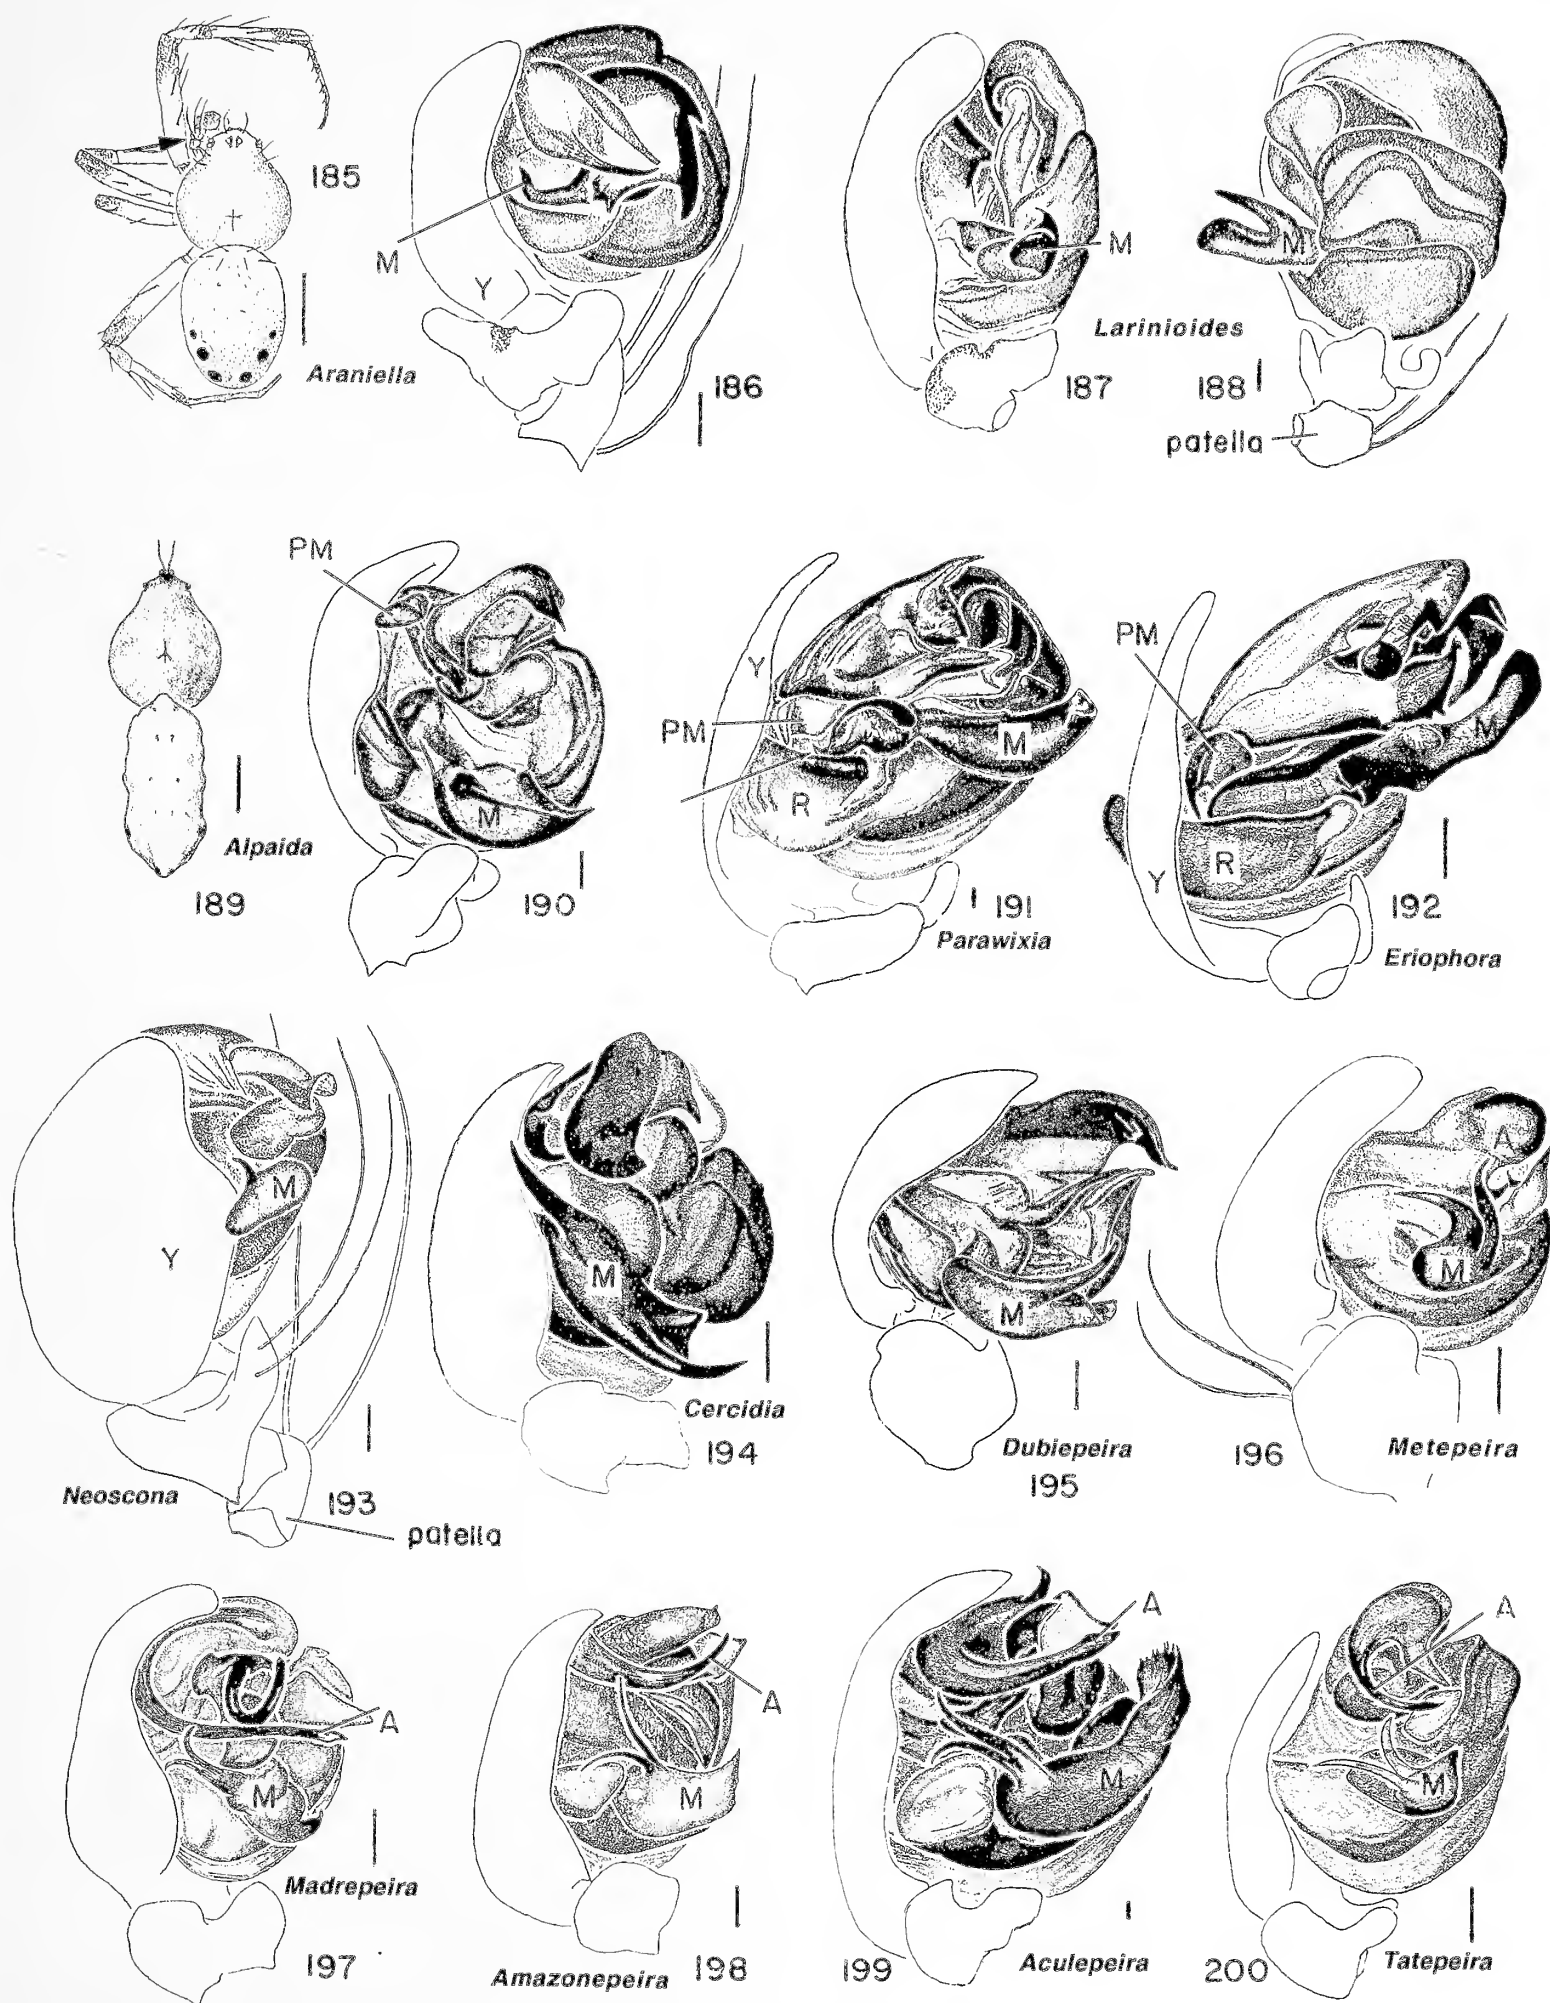 185
Araniella
M
Y
186
M
Larinioides
187
M
188
patella
189
Alpaida
PM
M
190
Y
PM
M
R
191
Parawixia
PM
M
R
Y
192
Eriophora
M
Y
Neoscona
193
patella
M
Cercidia
194
M
Dubiepeira
195
A
M
196
Metepeira
A
M
Madrepeira
197
A
M
Amazonepeira
198
A
M
199
Aculepeira
A
M
200
Tatepeira